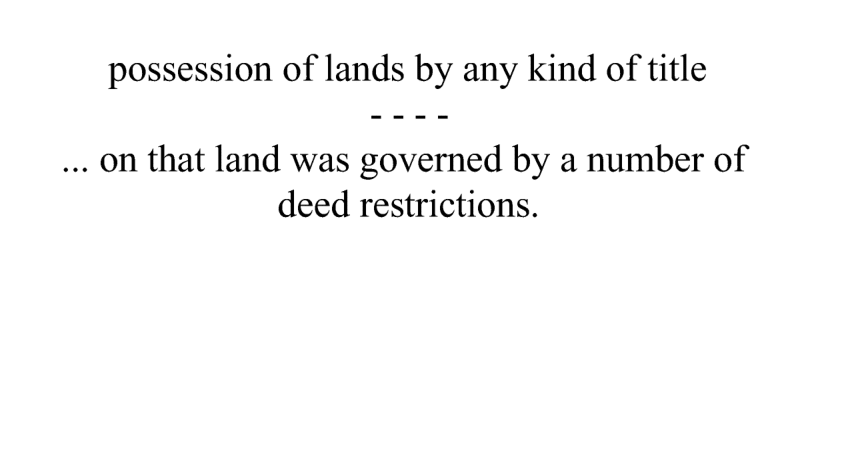 possession of lands by any kind of title
- - - -
... on that land was governed by a number of
deed restrictions.